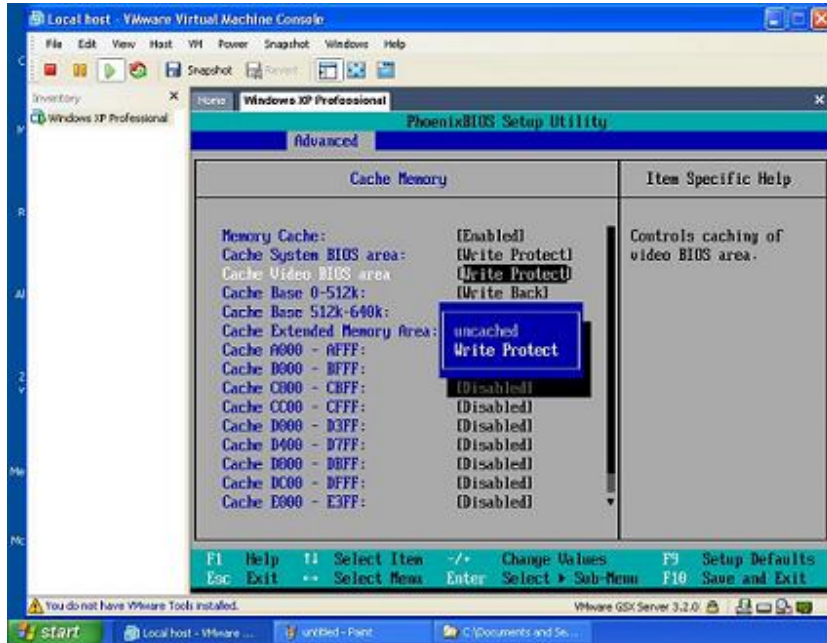 Local host - VMware Virtual Machine Console
File Edit View Host VM Power Snapshot Windows Help
Snapshot Revert
Inventory
Windows XP Professional
Home Windows XP Professional
PhoenixBIOS Setup Utility
Advanced
Cache Memory
Item Specific Help
Memory Cache: [Enabled]
Cache System BIOS area: [Write Protect]
Cache Video BIOS area [Write Protect]
Cache Base 0-512k: [Write Back]
Cache Base 512k-640k:
Cache Extended Memory Area:
Cache A000 - AFFF:
Cache B000 - BFFF:
Cache C800 - CBFF: [Disabled]
Cache CC00 - CFFF: [Disabled]
Cache D000 - D3FF: [Disabled]
Cache D400 - D7FF: [Disabled]
Cache D800 - DBFF: [Disabled]
Cache DC00 - DFFF: [Disabled]
Cache E000 - E3FF: [Disabled]
uncached
Write Protect
Controls caching of
video BIOS area.
F1 Help Select Item -/+ Change Values F9 Setup Defaults
Esc Exit Select Menu Enter Select Sub-Menu F10 Save and Exit
You do not have VMware Tools installed.
VMware GSX Server 3.2.0
start
Local host - VMware ...
untitled - Paint
C:\Documents and Se...